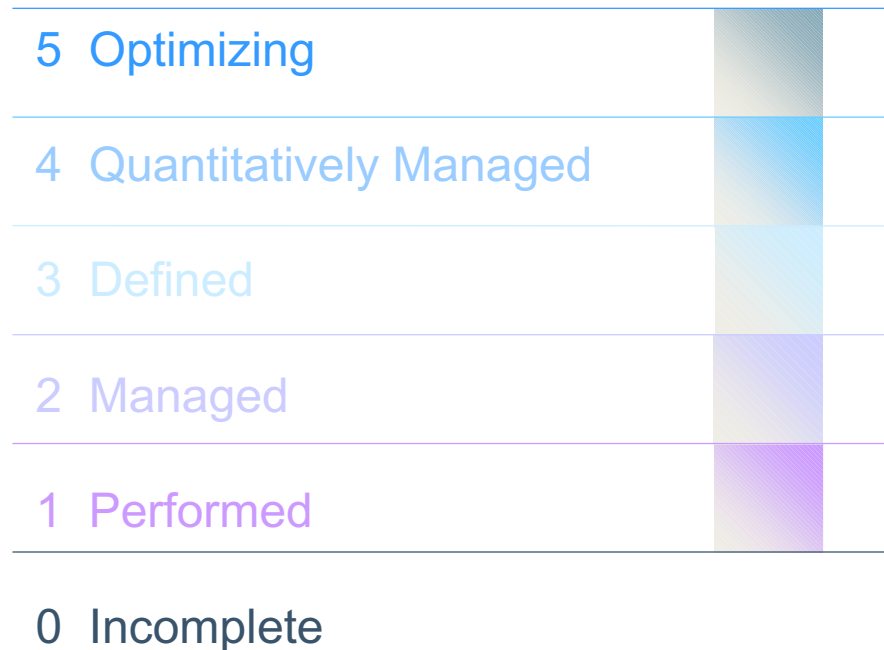 5 Optimizing
4 Quantitatively Managed
3 Defined
2 Managed
1 Performed
0 Incomplete